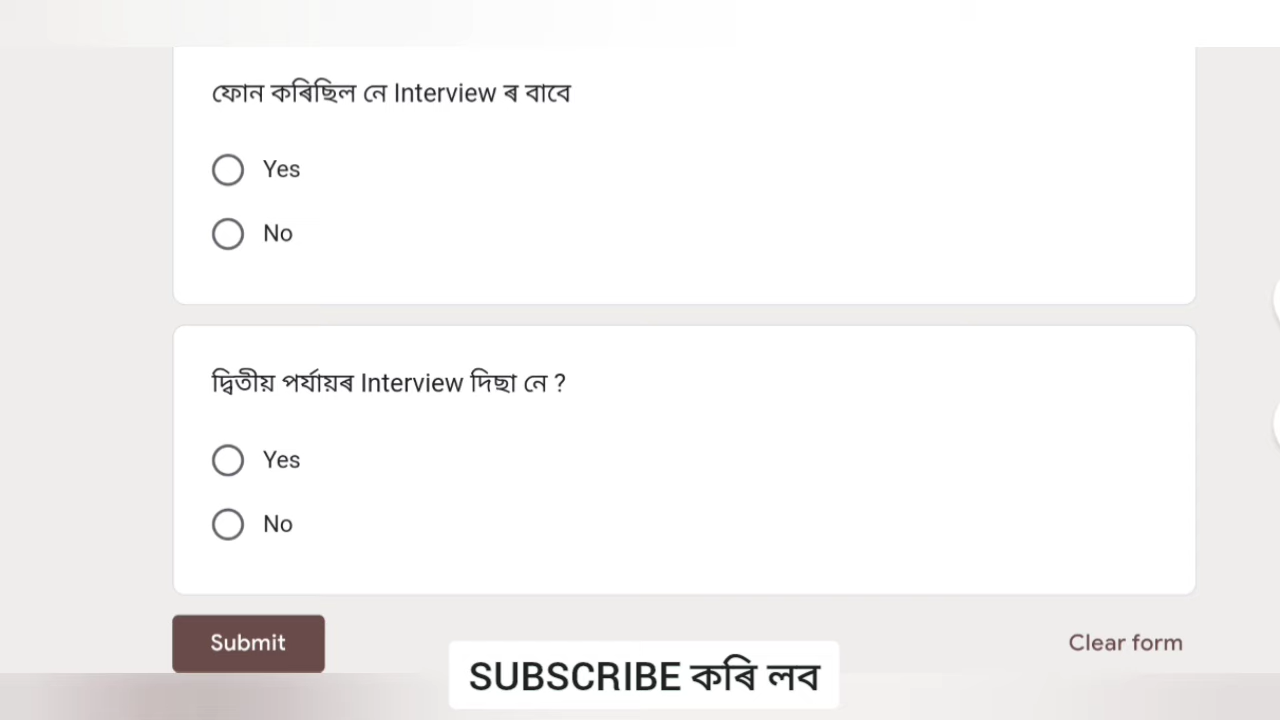 ফোন কৰিছিল নে Interview ৰ বাবে
Yes
No
দ্বিতীয় পৰ্যায়ৰ Interview দিছা নে ?
Yes
No
Submit
Clear form
SUBSCRIBE কৰি লব